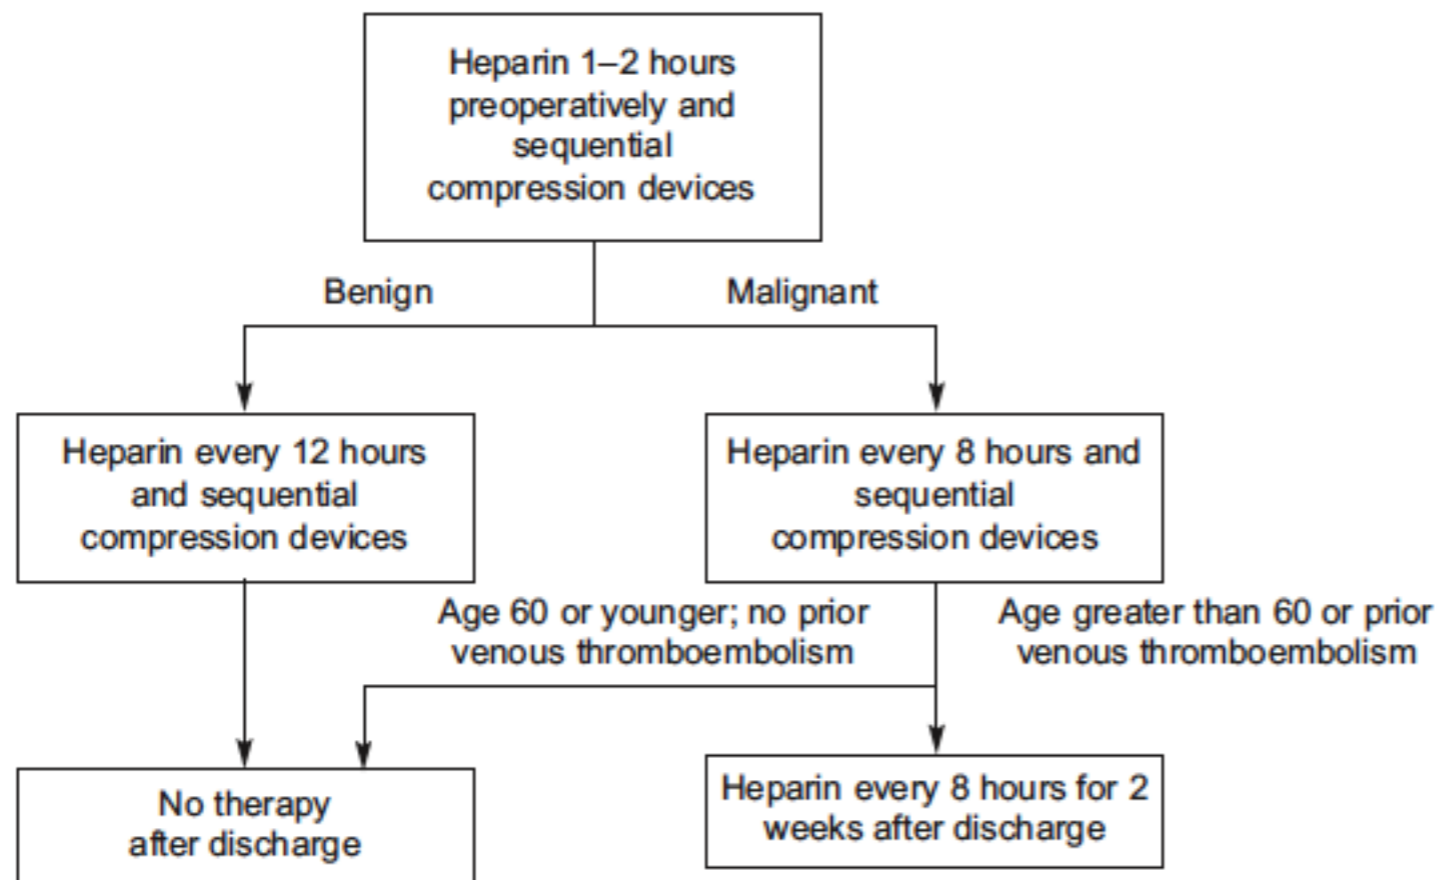 Heparin 1–2 hours
preoperatively and
sequential
compression devices
Benign
Malignant
Heparin every 12 hours
and sequential
compression devices
Heparin every 8 hours and
sequential
compression devices
Age 60 or younger; no prior
venous thromboembolism
Age greater than 60 or prior
venous thromboembolism
No therapy
after discharge
Heparin every 8 hours for 2
weeks after discharge